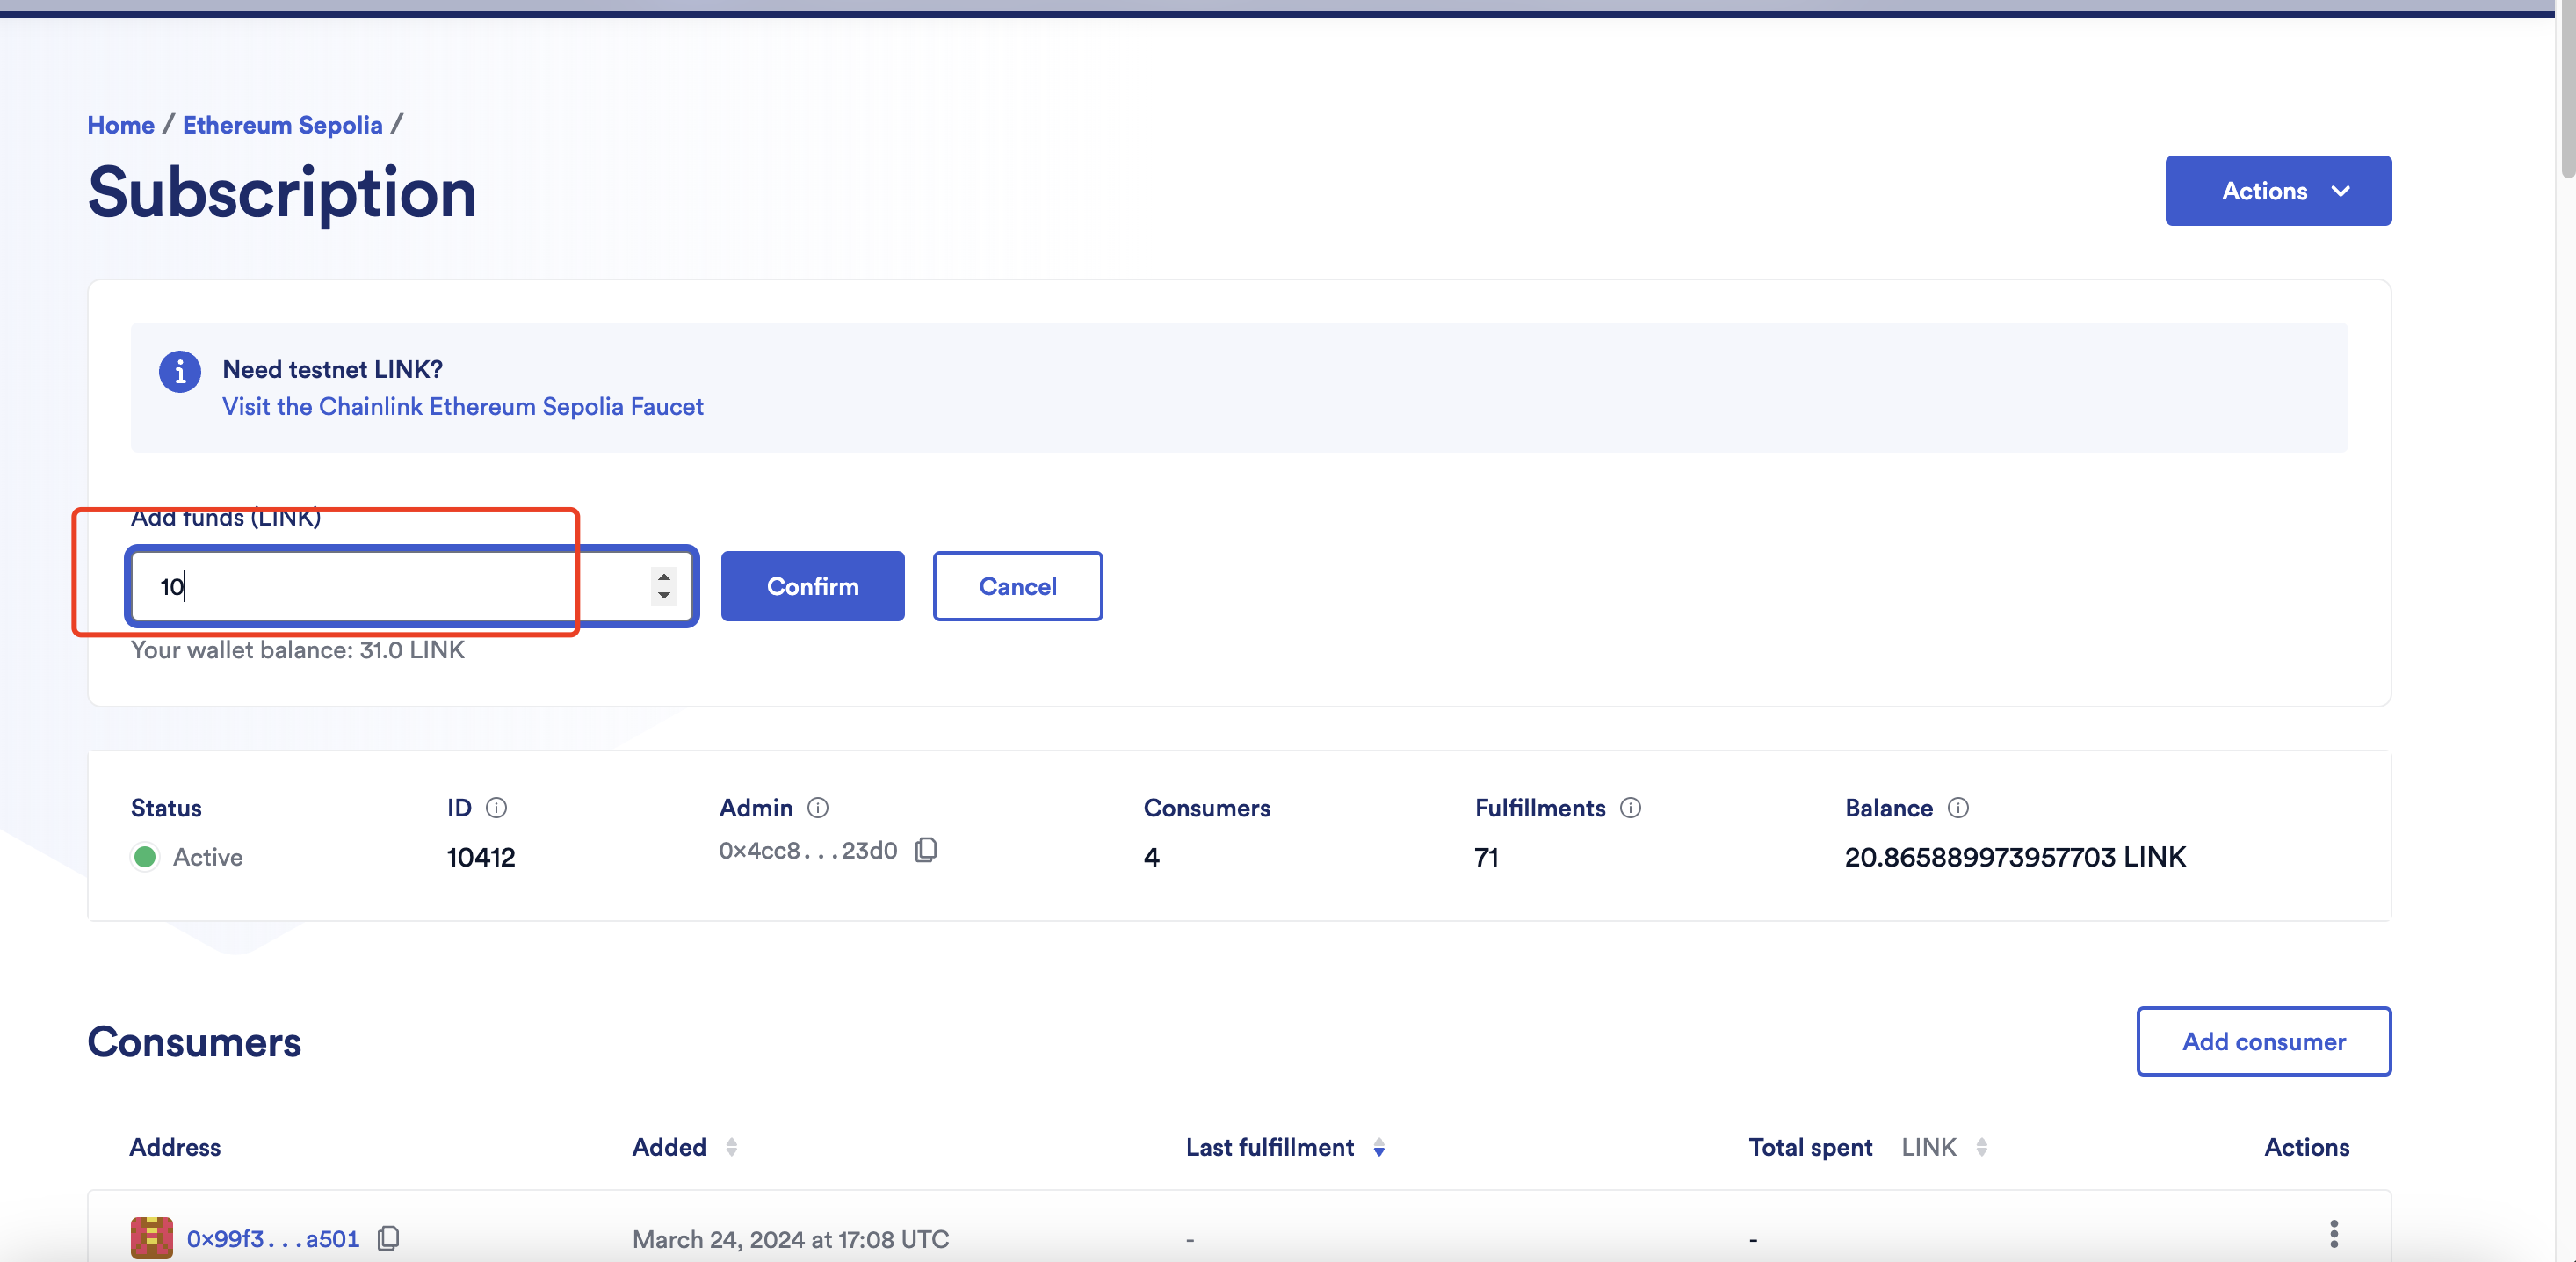 Home / Ethereum Sepolia /
Subscription
Actions
Need testnet LINK?
Visit the Chainlink Ethereum Sepolia Faucet
Add funds (LINK)
10
Confirm
Cancel
Your wallet balance: 31.0 LINK
Status ID Admin Consumers Fulfillments Balance
Active 10412 0x4cc8...23d0 4 71 20.865889973957703 LINK
Consumers
Add consumer
Address Added Last fulfillment Total spent LINK Actions
0x99f3...a501 March 24, 2024 at 17:08 UTC - -